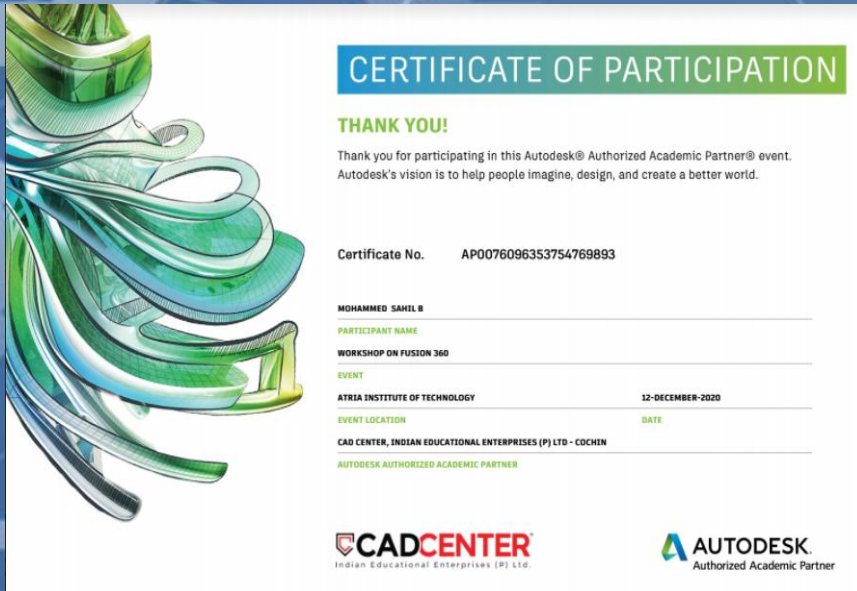 CERTIFICATE OF PARTICIPATION
THANK YOU!
Thank you for participating in this Autodesk® Authorized Academic Partner® event.
Autodesk's vision is to help people imagine, design, and create a better world.
Certificate No. AP0076096353754769893
MOHAMMED SAHIL B
PARTICIPANT NAME
WORKSHOP ON FUSION 360
EVENT
ATRIA INSTITUTE OF TECHNOLOGY 12-DECEMBER-2020
EVENT LOCATION DATE
CAD CENTER, INDIAN EDUCATIONAL ENTERPRISES (P) LTD - COCHIN
AUTODESK AUTHORIZED ACADEMIC PARTNER
CADCENTER
Indian Educational Enterprises (P) Ltd.
AUTODESK.
Authorized Academic Partner